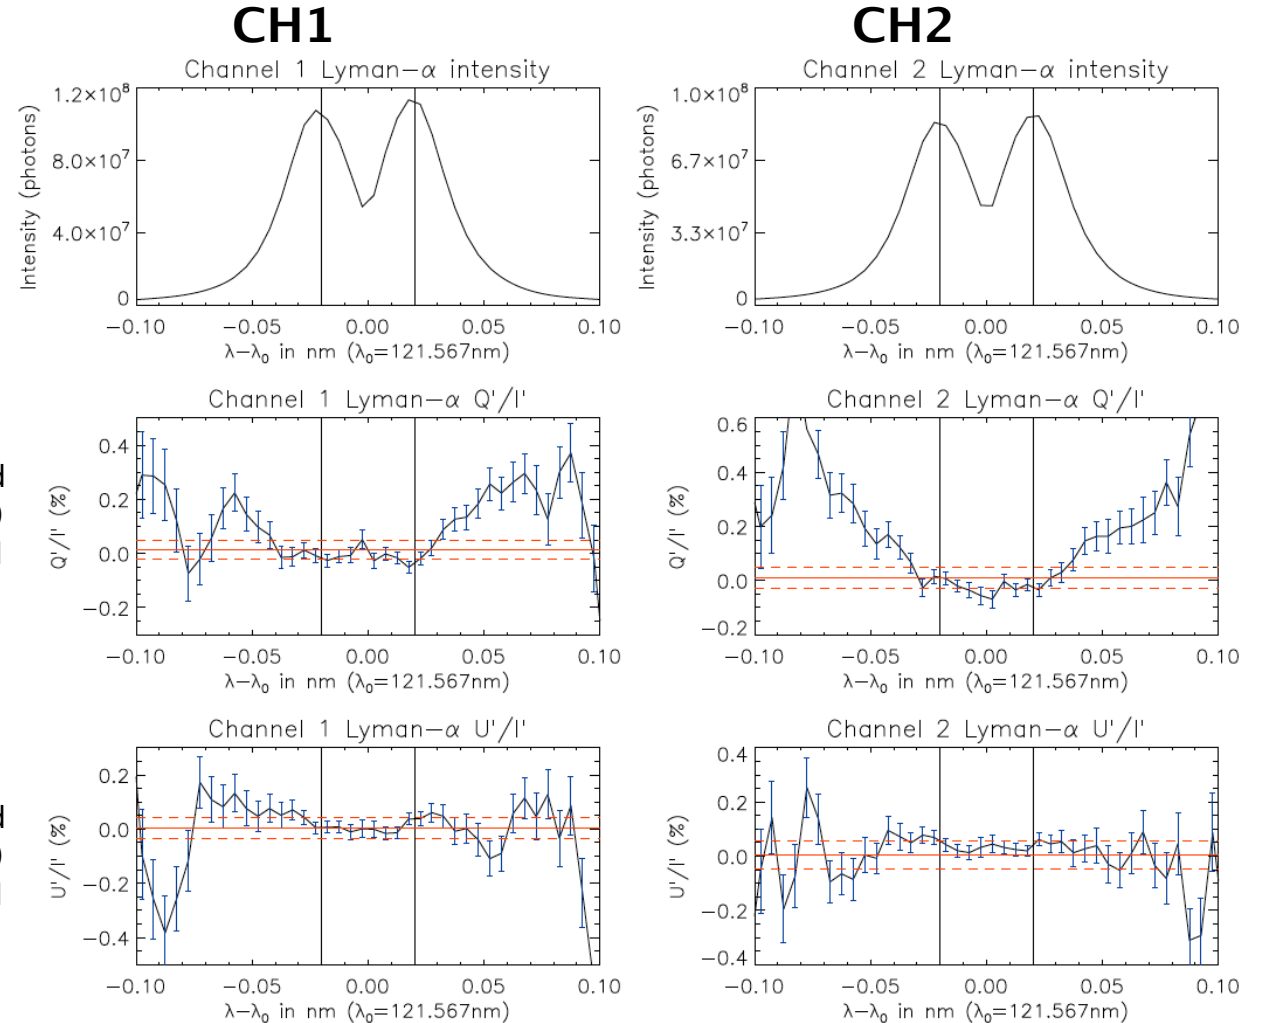 CH1
CH2
Channel 1 Lyman−α intensity
Intensity (photons)
1.2×10⁸
8.0×10⁷
4.0×10⁷
0
−0.10 −0.05 0.00 0.05 0.10
λ−λ₀ in nm (λ₀=121.567nm)
Channel 2 Lyman−α intensity
Intensity (photons)
1.0×10⁸
6.7×10⁷
3.3×10⁷
0
−0.10 −0.05 0.00 0.05 0.10
λ−λ₀ in nm (λ₀=121.567nm)
Channel 1 Lyman−α Q'/I'
Q'/I' (%)
0.4
0.2
0.0
−0.2
−0.10 −0.05 0.00 0.05 0.10
λ−λ₀ in nm (λ₀=121.567nm)
Channel 2 Lyman−α Q'/I'
Q'/I' (%)
0.6
0.4
0.2
0.0
−0.2
−0.10 −0.05 0.00 0.05 0.10
λ−λ₀ in nm (λ₀=121.567nm)
Channel 1 Lyman−α U'/I'
U'/I' (%)
0.2
0.0
−0.2
−0.4
−0.10 −0.05 0.00 0.05 0.10
λ−λ₀ in nm (λ₀=121.567nm)
Channel 2 Lyman−α U'/I'
U'/I' (%)
0.4
0.2
0.0
−0.2
−0.4
−0.10 −0.05 0.00 0.05 0.10
λ−λ₀ in nm (λ₀=121.567nm)